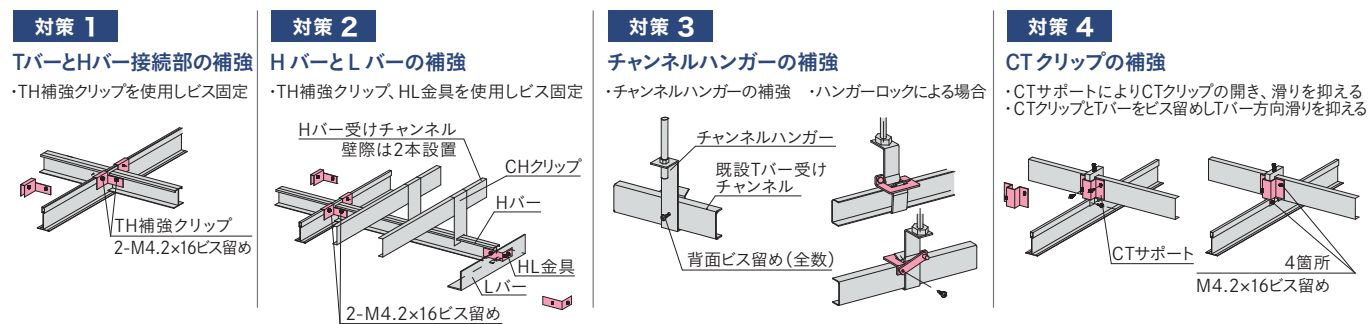 対策 1
TバーとHバー接続部の補強
・TH補強クリップを使用しビス固定
TH補強クリップ
2-M4.2×16ビス留め
対策 2
HバーとLバーの補強
・TH補強クリップ、HL金具を使用しビス固定
Hバー受けチャンネル
壁際は2本設置
CHクリップ
Hバー
HL金具
Lバー
2-M4.2×16ビス留め
対策 3
チャンネルハンガーの補強
・チャンネルハンガーの補強　・ハンガーロックによる場合
チャンネルハンガー
既設Tバー受け
チャンネル
背面ビス留め（全数）
対策 4
CTクリップの補強
・CTサポートによりCTクリップの開き、滑りを抑える
・CTクリップとTバーをビス留めしTバー方向滑りを抑える
CTサポート
4箇所
M4.2×16ビス留め